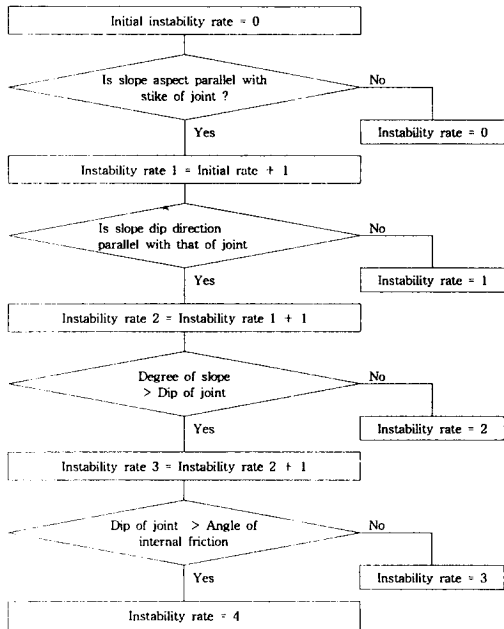 Initial instability rate = 0
Is slope aspect parallel with
stike of joint ?
No
Yes
Instability rate = 0
Instability rate 1 = Initial rate + 1
Is slope dip direction
parallel with that of joint
No
Yes
Instability rate = 1
Instability rate 2 = Instability rate 1 + 1
Degree of slope
> Dip of joint
No
Yes
Instability rate = 2
Instability rate 3 = Instability rate 2 + 1
Dip of joint > Angle of
internal friction
No
Yes
Instability rate = 3
Instability rate = 4